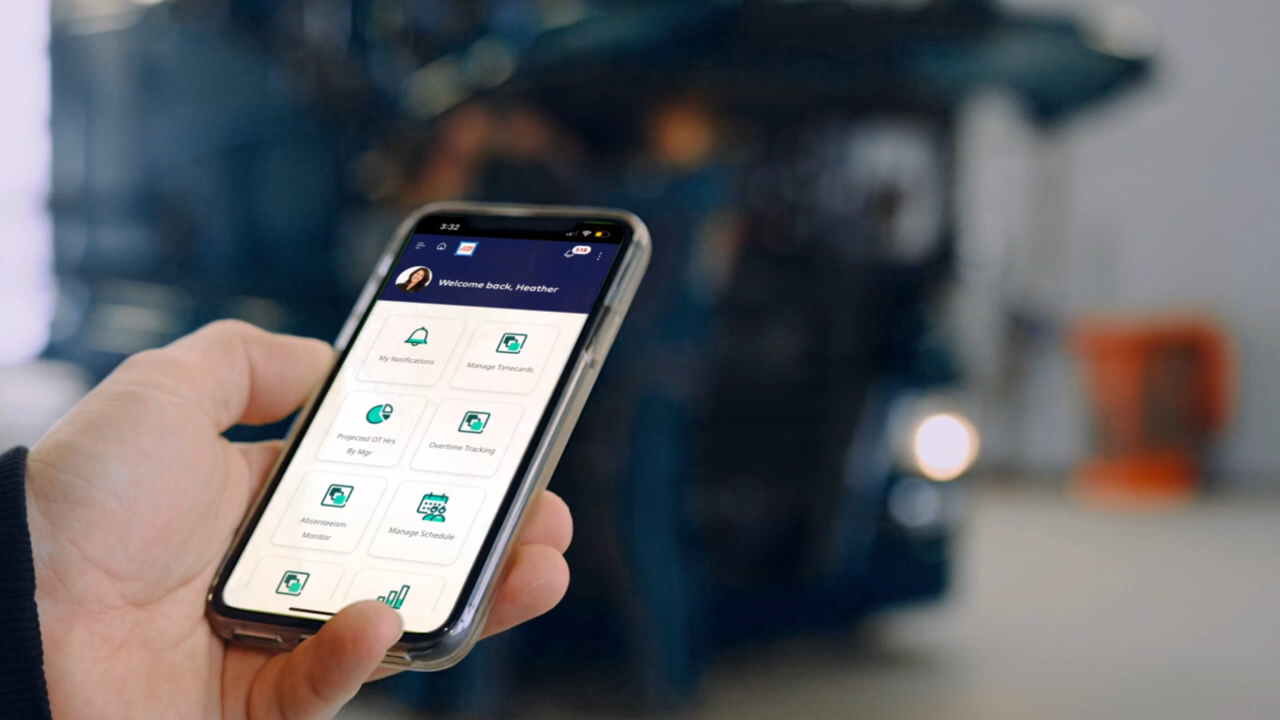 3:32
518
Welcome back, Heather
My Notifications
Manage Timecards
Projected OT Hrs
By Mgr
Overtime Tracking
Absenteeism
Monitor
Manage Schedule